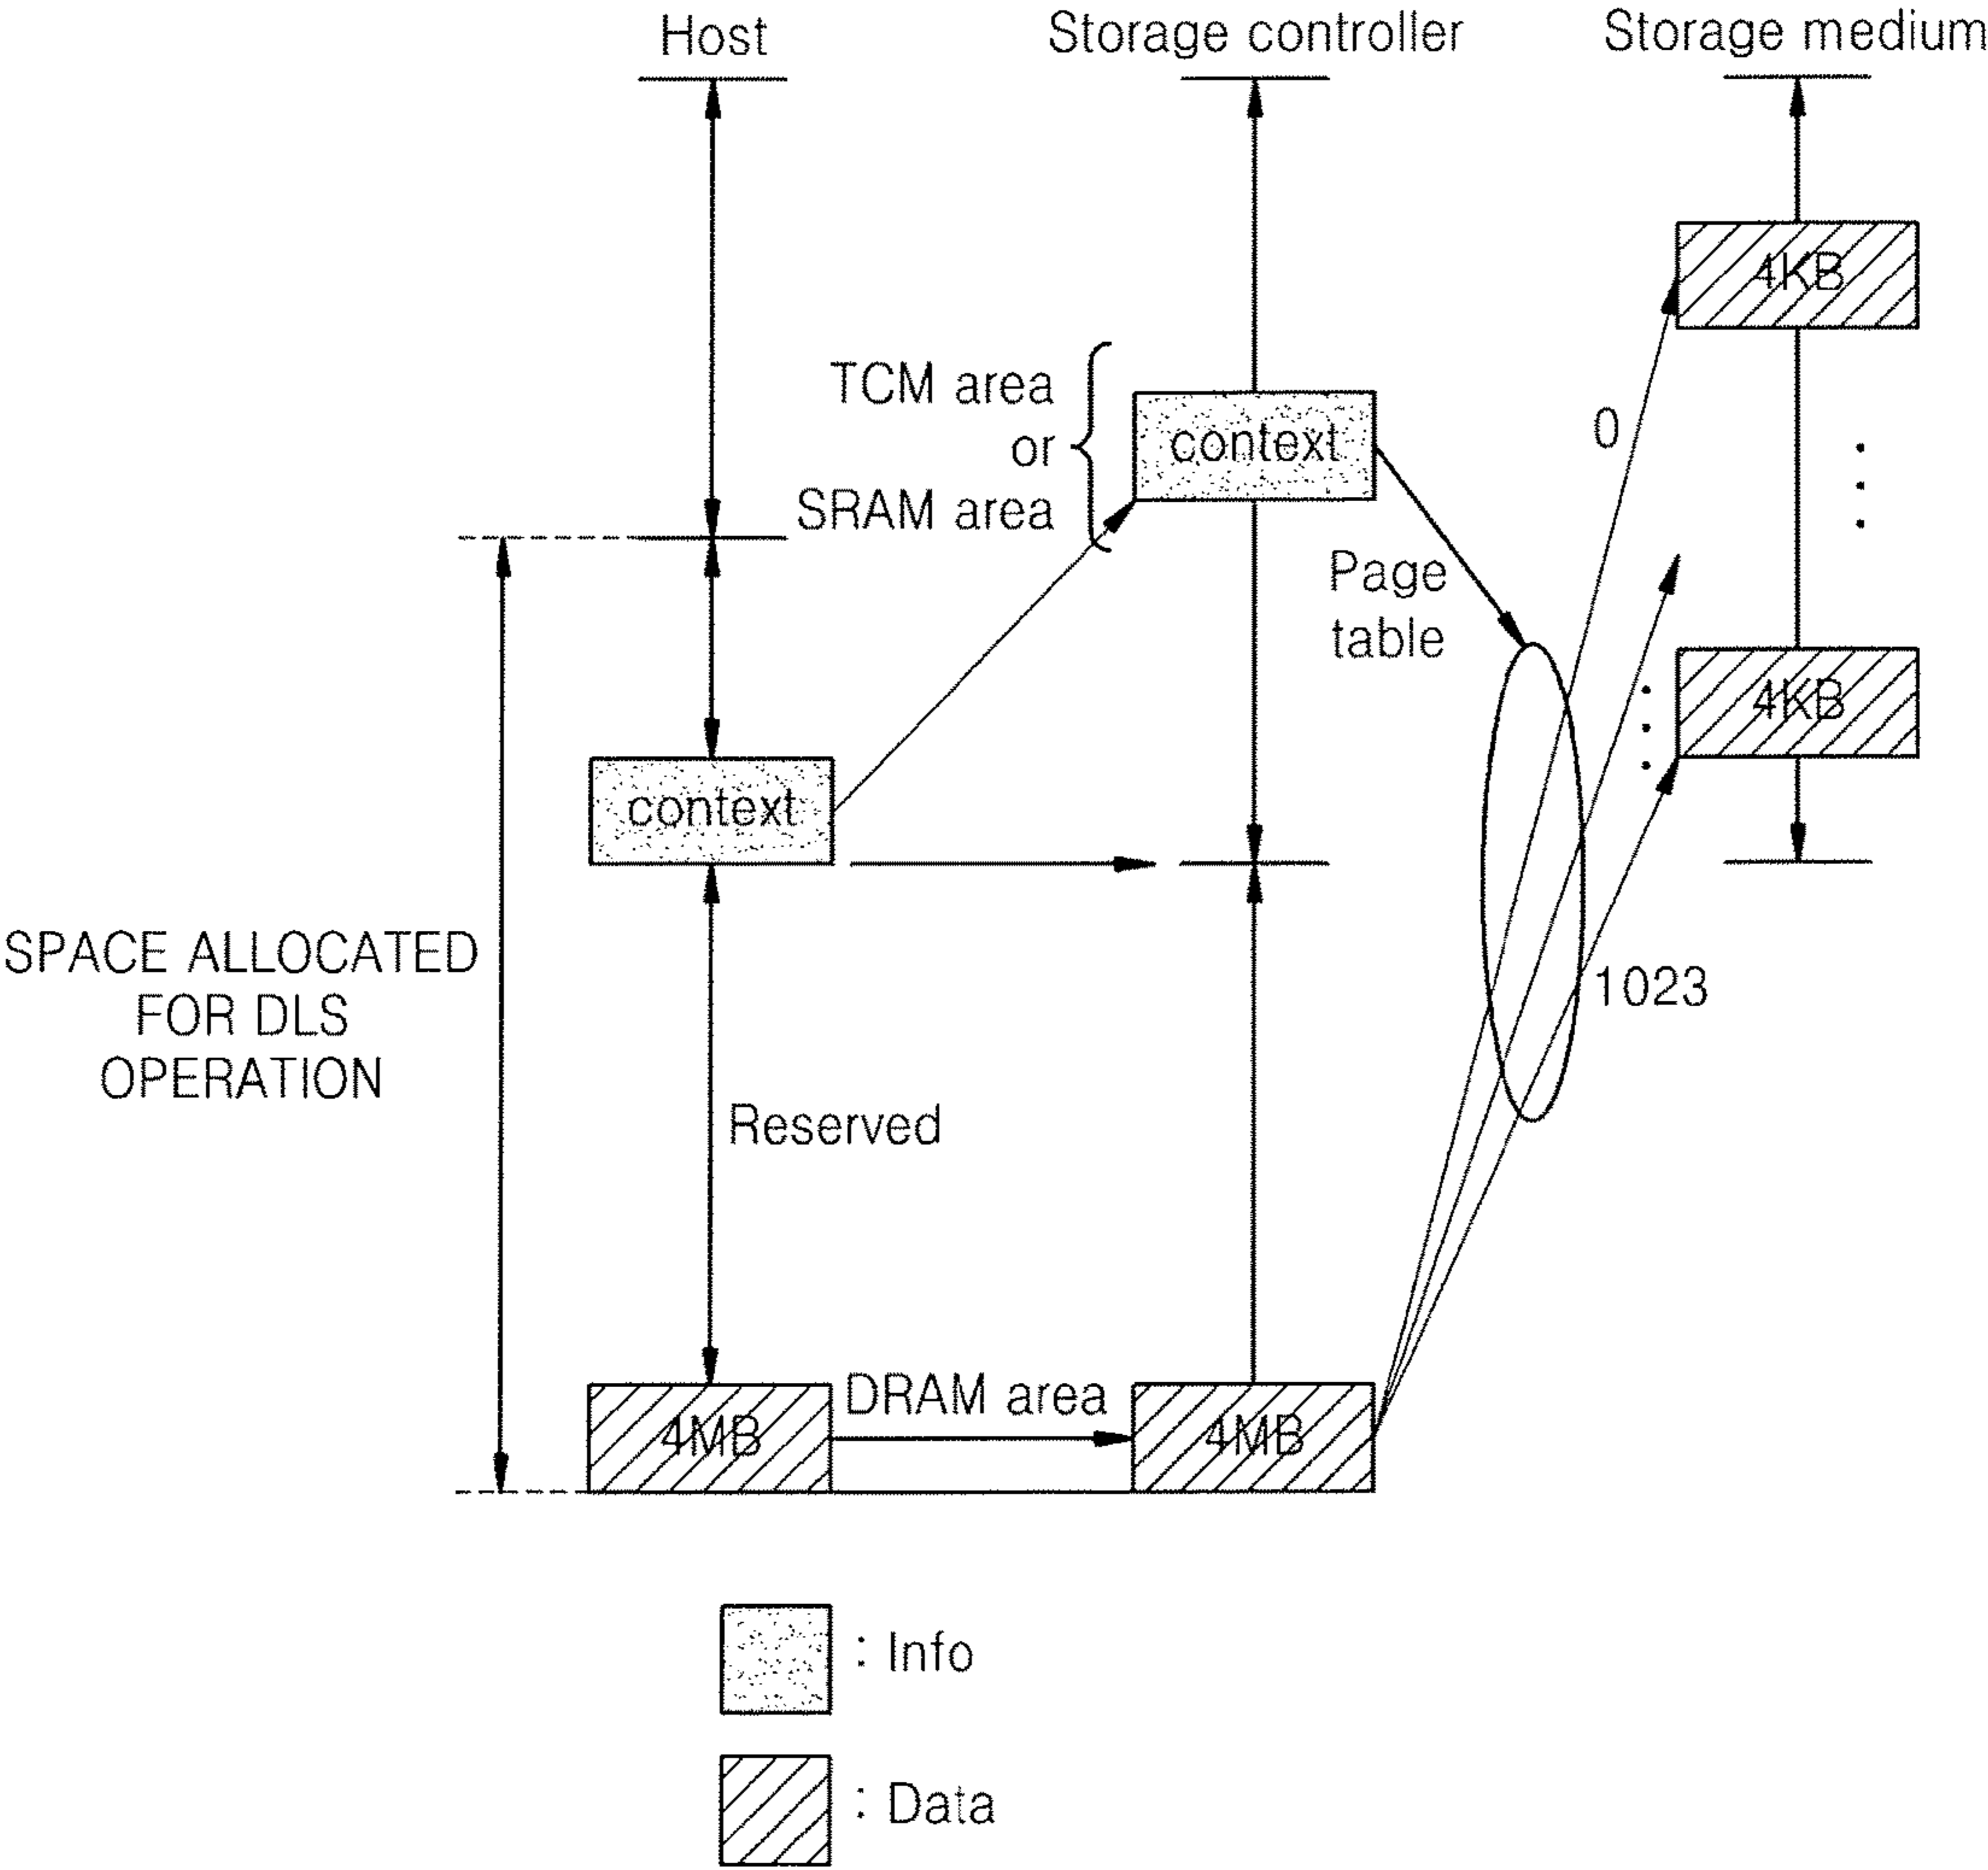 Host
Storage controller
Storage medium
4KB
TCM area
or
SRAM area
context
0
Page
table
4KB
context
SPACE ALLOCATED
FOR DLS
OPERATION
1023
Reserved
DRAM area
4MB
4MB
: Info
: Data